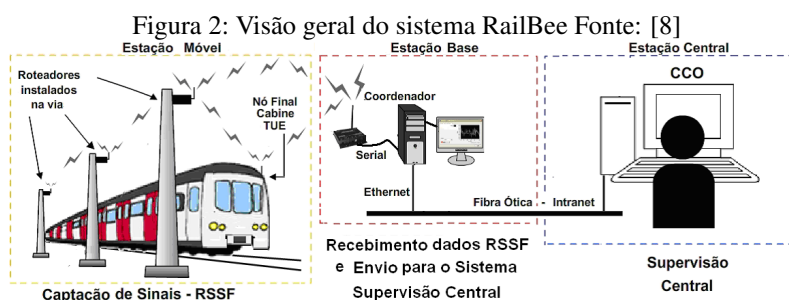 Figura 2: Visão geral do sistema RailBee Fonte: [8]
Estação Móvel
Roteadores
instalados
na via
Nó Final
Cabine
TUE
Captação de Sinais - RSSF
Estação Base
Coordenador
Serial
Ethernet
Fibra Ótica - Intranet
Recebimento dados RSSF
e Envio para o Sistema
Supervisão Central
Estação Central
CCO
Supervisão
Central